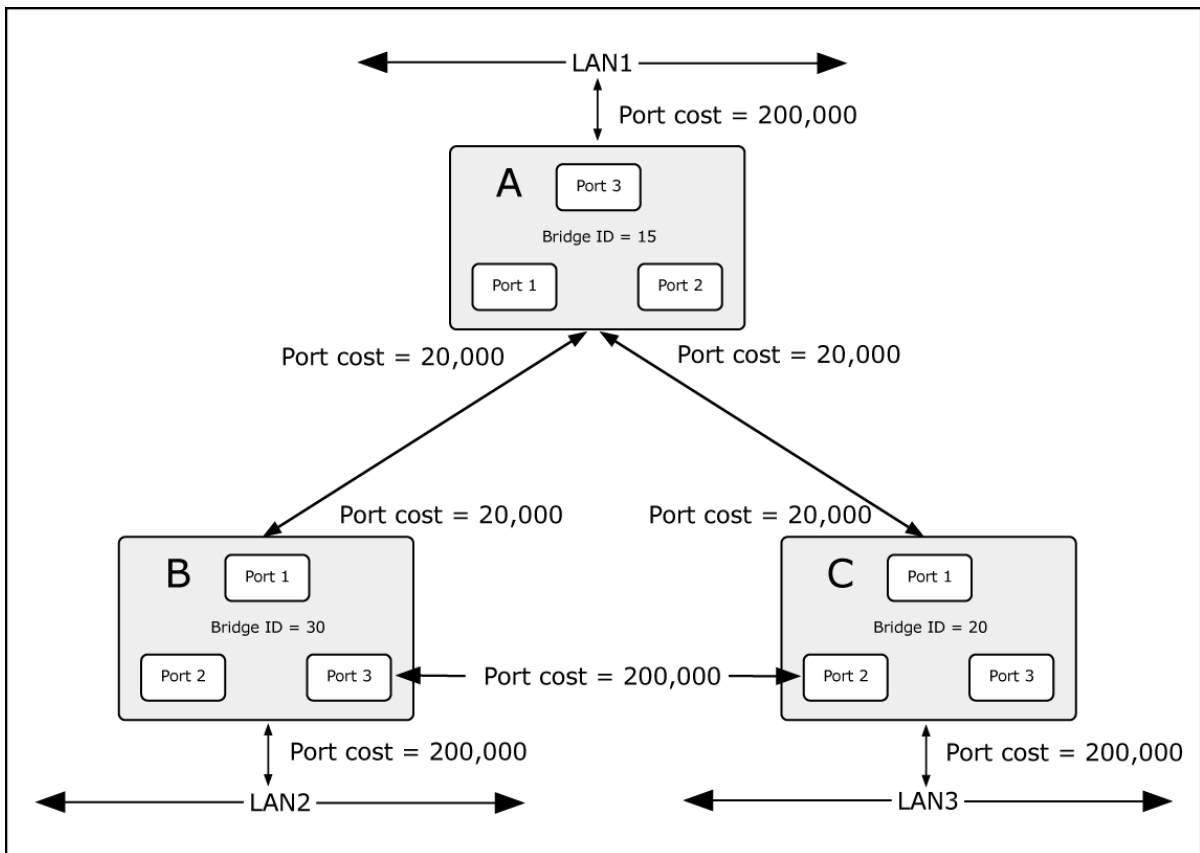 LAN1
Port cost = 200,000
A
Port 3
Bridge ID = 15
Port 1
Port 2
Port cost = 20,000
Port cost = 20,000
Port cost = 20,000
Port cost = 20,000
B
Port 1
Bridge ID = 30
Port 2
Port 3
Port cost = 200,000
C
Port 1
Bridge ID = 20
Port 2
Port 3
Port cost = 200,000
LAN2
Port cost = 200,000
LAN3